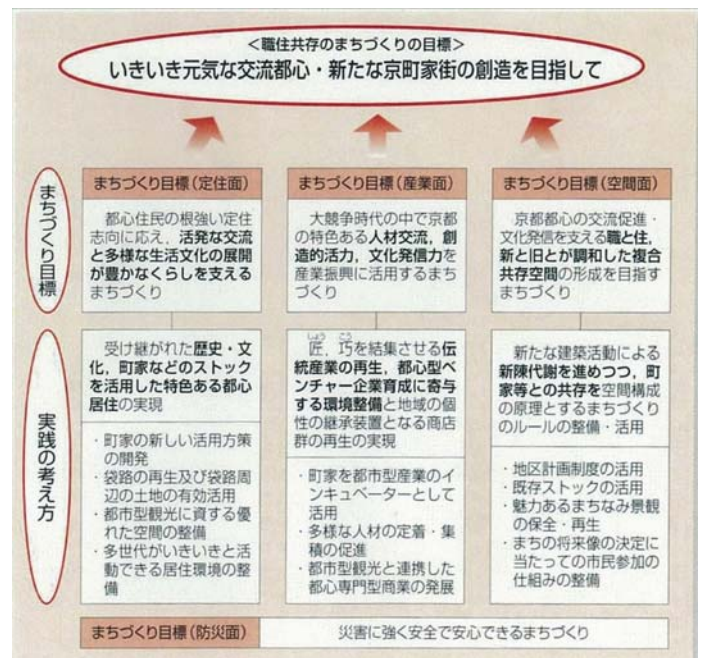 ＜職住共存のまちづくりの目標＞
いきいき元気な交流都心・新たな京町家街の創造を目指して
まちづくり目標
まちづくり目標(定住面)
都心住民の根強い定住
志向に応え，活発な交流
と多様な生活文化の展開
が豊かなくらしを支える
まちづくり
まちづくり目標(産業面)
大競争時代の中で京都
の特色ある人材交流，創
造的活力，文化発信力を
産業振興に活用するまち
づくり
まちづくり目標(空間面)
京都都心の交流促進・
文化発信を支える職と住，
新と旧とが調和した複合
共存空間の形成を目指す
まちづくり
実践の考え方
受け継がれた歴史・文
化，町家などのストック
を活用した特色ある都心
居住の実現
・町家の新しい活用方策
の開発
・袋路の再生及び袋路周
辺の土地の有効活用
・都市型観光に資する優
れた空間の整備
・多世代がいきいきと活
動できる居住環境の整
備
しょう こう
匠，巧を結集させる伝
統産業の再生，都心型ベ
ンチャー企業育成に寄与
する環境整備と地域の個
性の継承装置となる商店
群の再生の実現
・町家を都市型産業のイ
ンキュベーターとして
活用
・多様な人材の定着・集
積の促進
・都市型観光と連携した
都心専門型商業の発展
新たな建築活動による
新陳代謝を進めつつ，町
家等との共存を空間構成
の原理とするまちづくり
のルールの整備・活用
・地区計画制度の活用
・既存ストックの活用
・魅力あるまちなみ景観
の保全・再生
・まちの将来像の決定に
当たっての市民参加の
仕組みの整備
まちづくり目標(防災面)
災害に強く安全で安心できるまちづくり